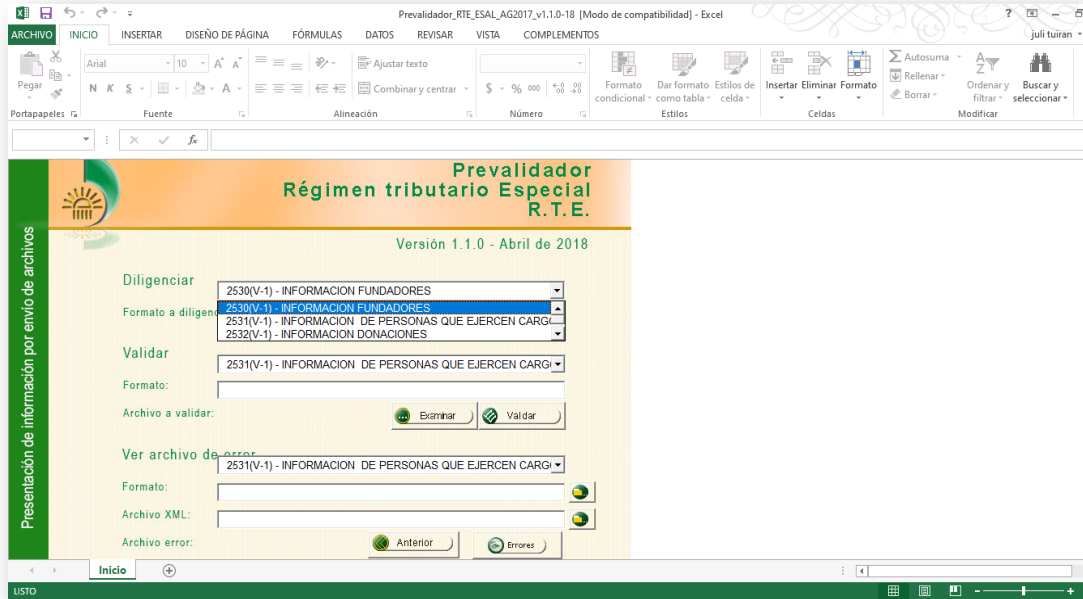 Prevalidador_RTE_ESAL_AG2017_v1.1.0-18 [Modo de compatibilidad] - Excel
ARCHIVO INICIO INSERTAR DISEÑO DE PÁGINA FÓRMULAS DATOS REVISAR VISTA COMPLEMENTOS juli tuiran
Pegar
Arial 10
N K S
Ajustar texto
Combinar y centrar
$ % 000
Formato condicional
Dar formato como tabla
Estilos de celda
Insertar Eliminar Formato
Autosuma
Rellenar
Borrar
Ordenar y filtrar
Buscar y seleccionar
Portapapeles Fuente Alineación Número Estilos Celdas Modificar
fx
Presentación de información por envío de archivos
Prevalidador
Régimen tributario Especial
R.T.E.
Versión 1.1.0 - Abril de 2018
Diligenciar
2530(V-1) - INFORMACION FUNDADORES
Formato a diligenc
2530(V-1) - INFORMACION FUNDADORES
2531(V-1) - INFORMACION DE PERSONAS QUE EJERCEN CARG
2532(V-1) - INFORMACION DONACIONES
Validar
2531(V-1) - INFORMACION DE PERSONAS QUE EJERCEN CARG
Formato:
Archivo a validar:
Examinar Validar
Ver archivo de error
2531(V-1) - INFORMACION DE PERSONAS QUE EJERCEN CARG
Formato:
Archivo XML:
Archivo error:
Anterior Errores
Inicio
LISTO